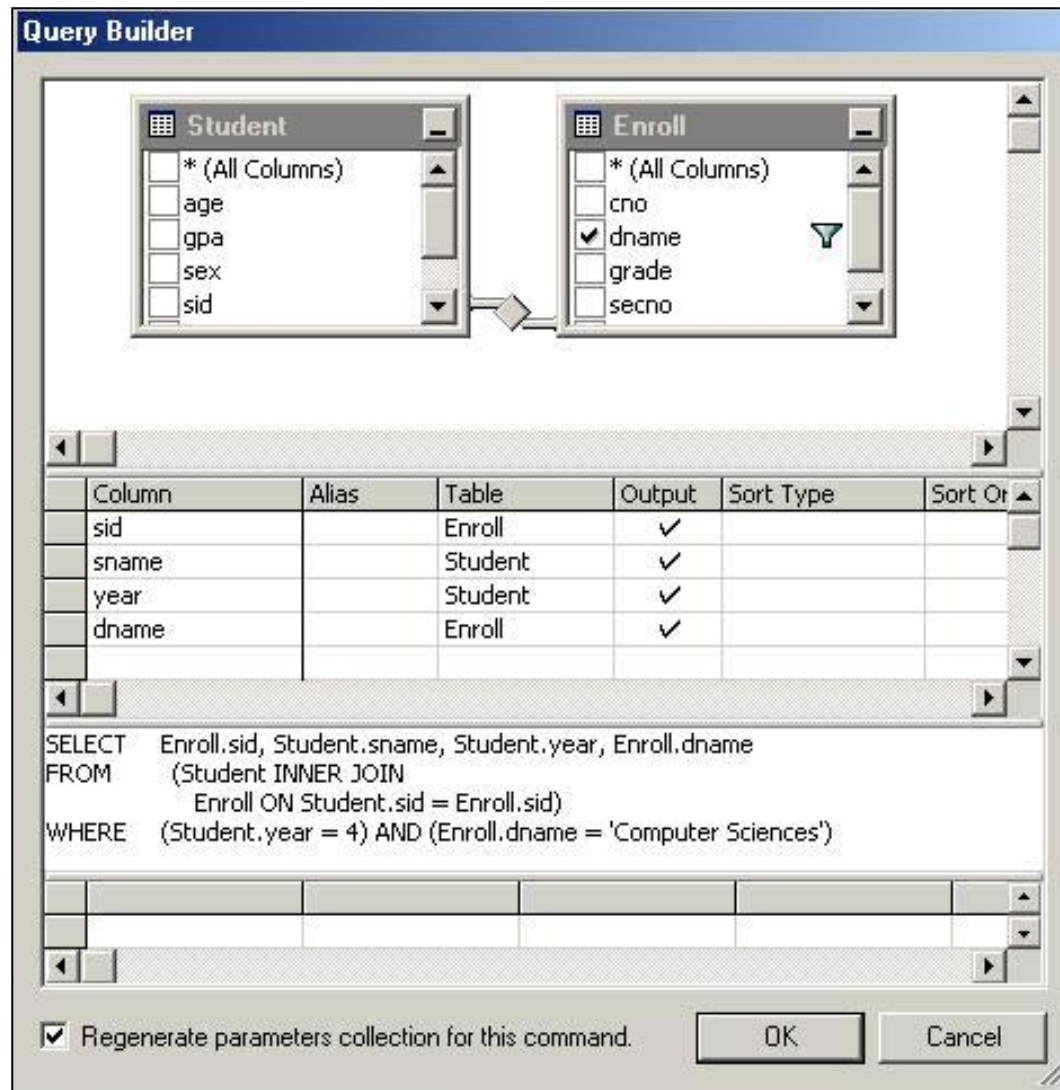 Query Builder
Student
* (All Columns)
age
gpa
sex
sid
Enroll
* (All Columns)
cno
dname
grade
secno
Column Alias Table Output Sort Type Sort Or
sid Enroll
sname Student
year Student
dname Enroll
SELECT Enroll.sid, Student.sname, Student.year, Enroll.dname
FROM (Student INNER JOIN
Enroll ON Student.sid = Enroll.sid)
WHERE (Student.year = 4) AND (Enroll.dname = 'Computer Sciences')
Regenerate parameters collection for this command. OK Cancel